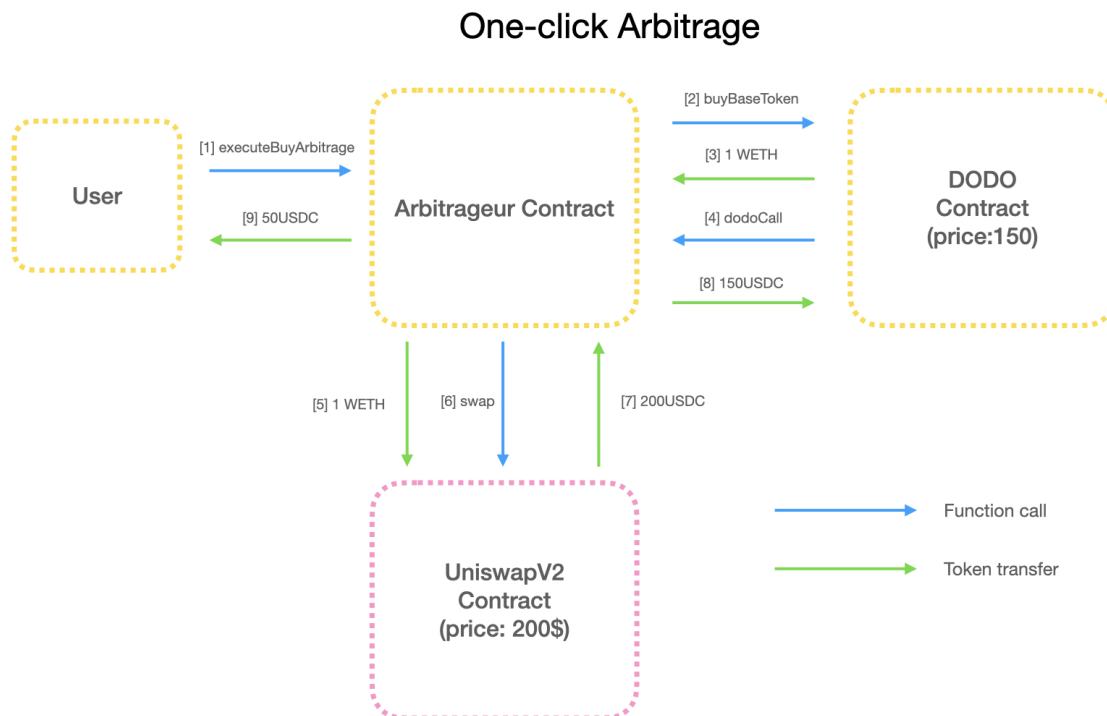 One-click Arbitrage
User
[1] executeBuyArbitrage
[9] 50USDC
Arbitrageur Contract
[2] buyBaseToken
[3] 1 WETH
[4] dodoCall
[8] 150USDC
DODO
Contract
(price:150)
[5] 1 WETH
[6] swap
[7] 200USDC
UniswapV2
Contract
(price: 200$)
Function call
Token transfer